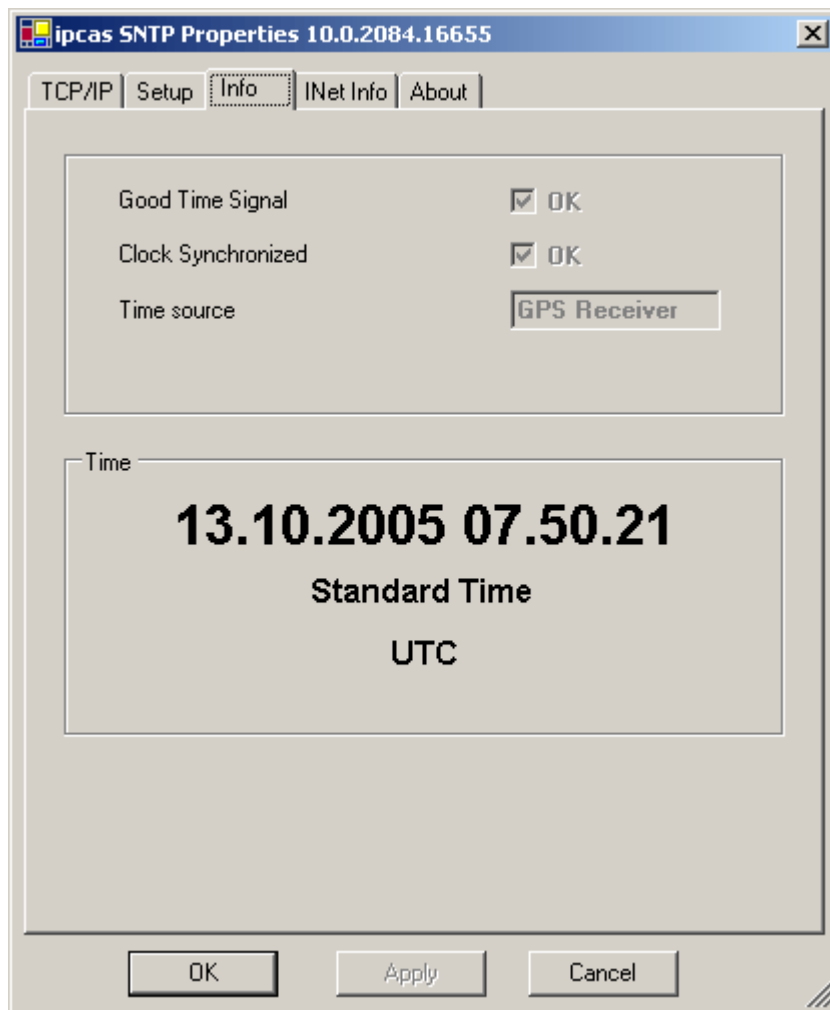 ipcas SNTP Properties 10.0.2084.16655
TCP/IP Setup Info INet Info About
Good Time Signal OK
Clock Synchronized OK
Time source GPS Receiver
Time
13.10.2005 07.50.21
Standard Time
UTC
OK Apply Cancel